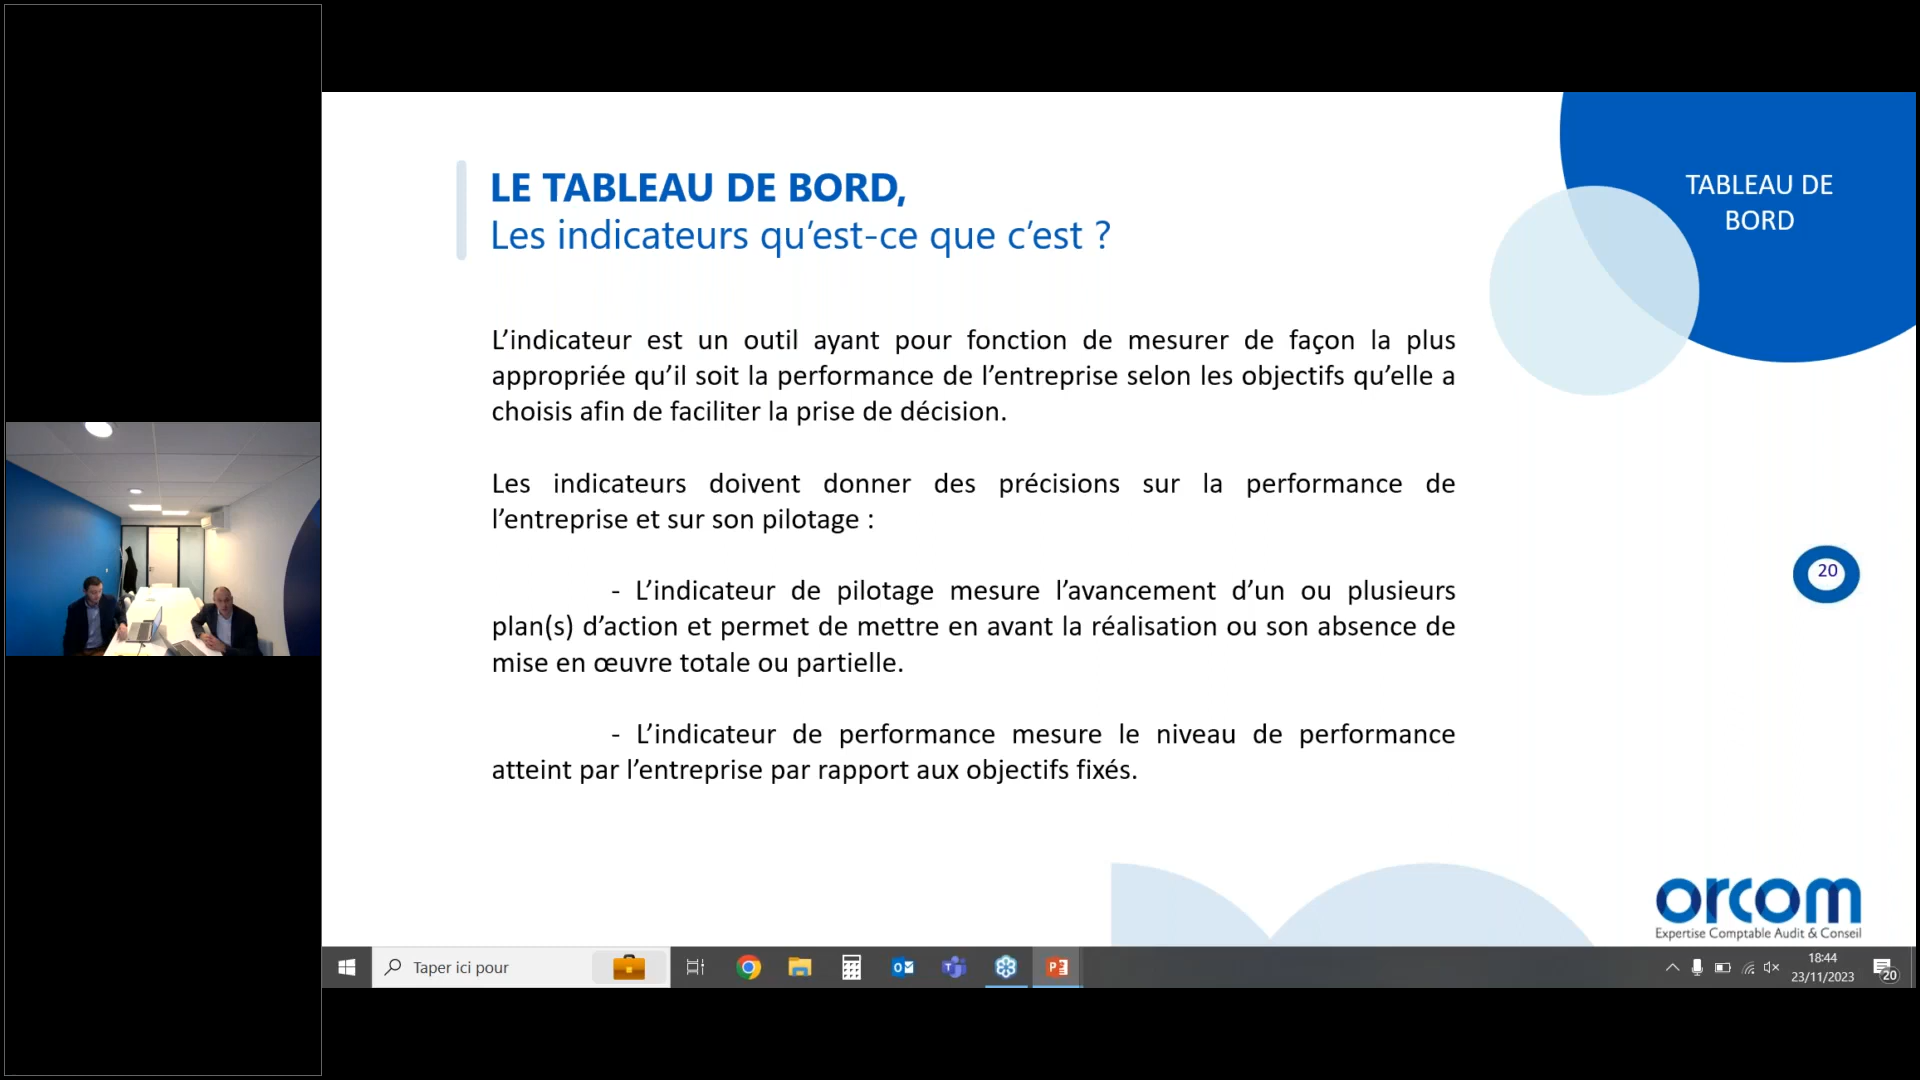 LE TABLEAU DE BORD,
Les indicateurs qu’est-ce que c’est ?
TABLEAU DE
BORD
L’indicateur est un outil ayant pour fonction de mesurer de façon la plus
appropriée qu’il soit la performance de l’entreprise selon les objectifs qu’elle a
choisis afin de faciliter la prise de décision.
Les indicateurs doivent donner des précisions sur la performance de
l’entreprise et sur son pilotage :
- L’indicateur de pilotage mesure l’avancement d’un ou plusieurs
plan(s) d’action et permet de mettre en avant la réalisation ou son absence de
mise en œuvre totale ou partielle.
- L’indicateur de performance mesure le niveau de performance
atteint par l’entreprise par rapport aux objectifs fixés.
20
orcom
Expertise Comptable Audit & Conseil
Taper ici pour
18:44
23/11/2023
20